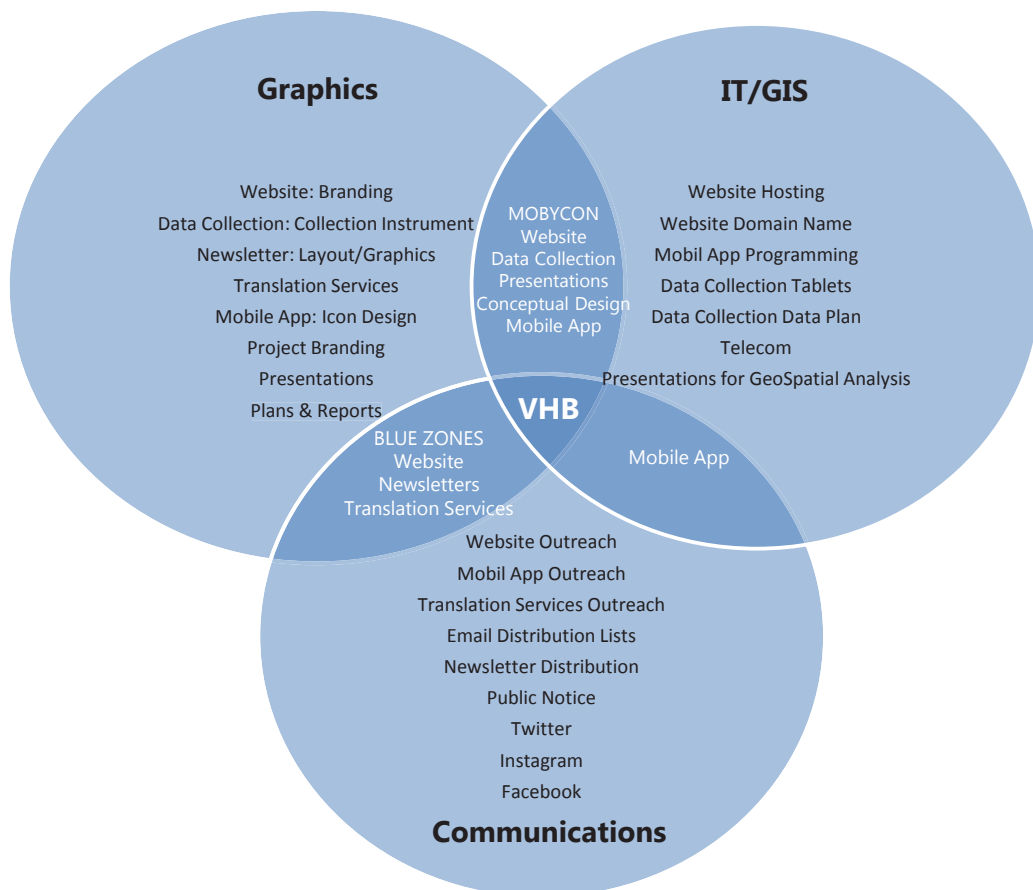 Graphics
Website: Branding
Data Collection: Collection Instrument
Newsletter: Layout/Graphics
Translation Services
Mobile App: Icon Design
Project Branding
Presentations
Plans & Reports
MOBYCON
Website
Data Collection
Presentations
Conceptual Design
Mobile App
IT/GIS
Website Hosting
Website Domain Name
Mobil App Programming
Data Collection Tablets
Data Collection Data Plan
Telecom
Presentations for GeoSpatial Analysis
VHB
BLUE ZONES
Website
Newsletters
Translation Services
Mobile App
Website Outreach
Mobil App Outreach
Translation Services Outreach
Email Distribution Lists
Newsletter Distribution
Public Notice
Twitter
Instagram
Facebook
Communications